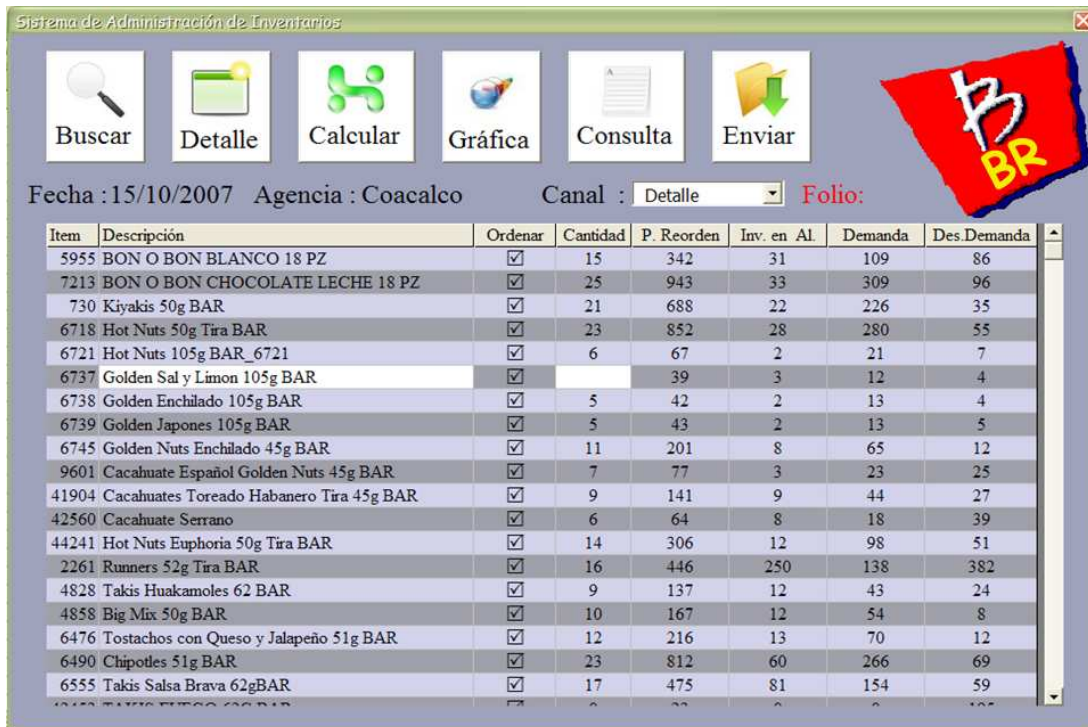 Sistema de Administración de Inventarios
Buscar Detalle Calcular Gráfica Consulta Enviar
B
BR
Fecha :15/10/2007 Agencia : Coacalco Canal : Detalle Folio:
Item Descripción Ordenar Cantidad P. Reorden Inv. en Al. Demanda Des.Demanda
5955 BON O BON BLANCO 18 PZ 15 342 31 109 86
7213 BON O BON CHOCOLATE LECHE 18 PZ 25 943 33 309 96
730 Kiyakis 50g BAR 21 688 22 226 35
6718 Hot Nuts 50g Tira BAR 23 852 28 280 55
6721 Hot Nuts 105g BAR_6721 6 67 2 21 7
6737 Golden Sal y Limon 105g BAR 39 3 12 4
6738 Golden Enchilado 105g BAR 5 42 2 13 4
6739 Golden Japones 105g BAR 5 43 2 13 5
6745 Golden Nuts Enchilado 45g BAR 11 201 8 65 12
9601 Cacahuate Español Golden Nuts 45g BAR 7 77 3 23 25
41904 Cacahuates Toreado Habanero Tira 45g BAR 9 141 9 44 27
42560 Cacahuate Serrano 6 64 8 18 39
44241 Hot Nuts Euphoria 50g Tira BAR 14 306 12 98 51
2261 Runners 52g Tira BAR 16 446 250 138 382
4828 Takis Huakamoles 62 BAR 9 137 12 43 24
4858 Big Mix 50g BAR 10 167 12 54 8
6476 Tostachos con Queso y Jalapeño 51g BAR 12 216 13 70 12
6490 Chipotles 51g BAR 23 812 60 266 69
6555 Takis Salsa Brava 62gBAR 17 475 81 154 59